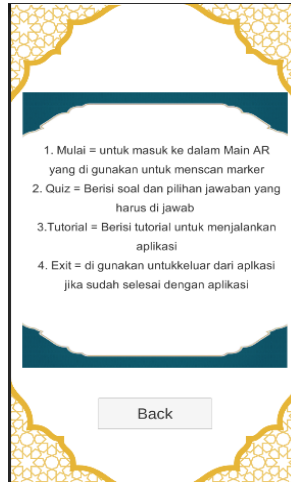 1. Mulai = untuk masuk ke dalam Main AR
yang di gunakan untuk menscan marker
2. Quiz = Berisi soal dan pilihan jawaban yang
harus di jawab
3.Tutorial = Berisi tutorial untuk menjalankan
aplikasi
4. Exit = di gunakan untukkeluar dari aplkasi
jika sudah selesai dengan aplikasi
Back